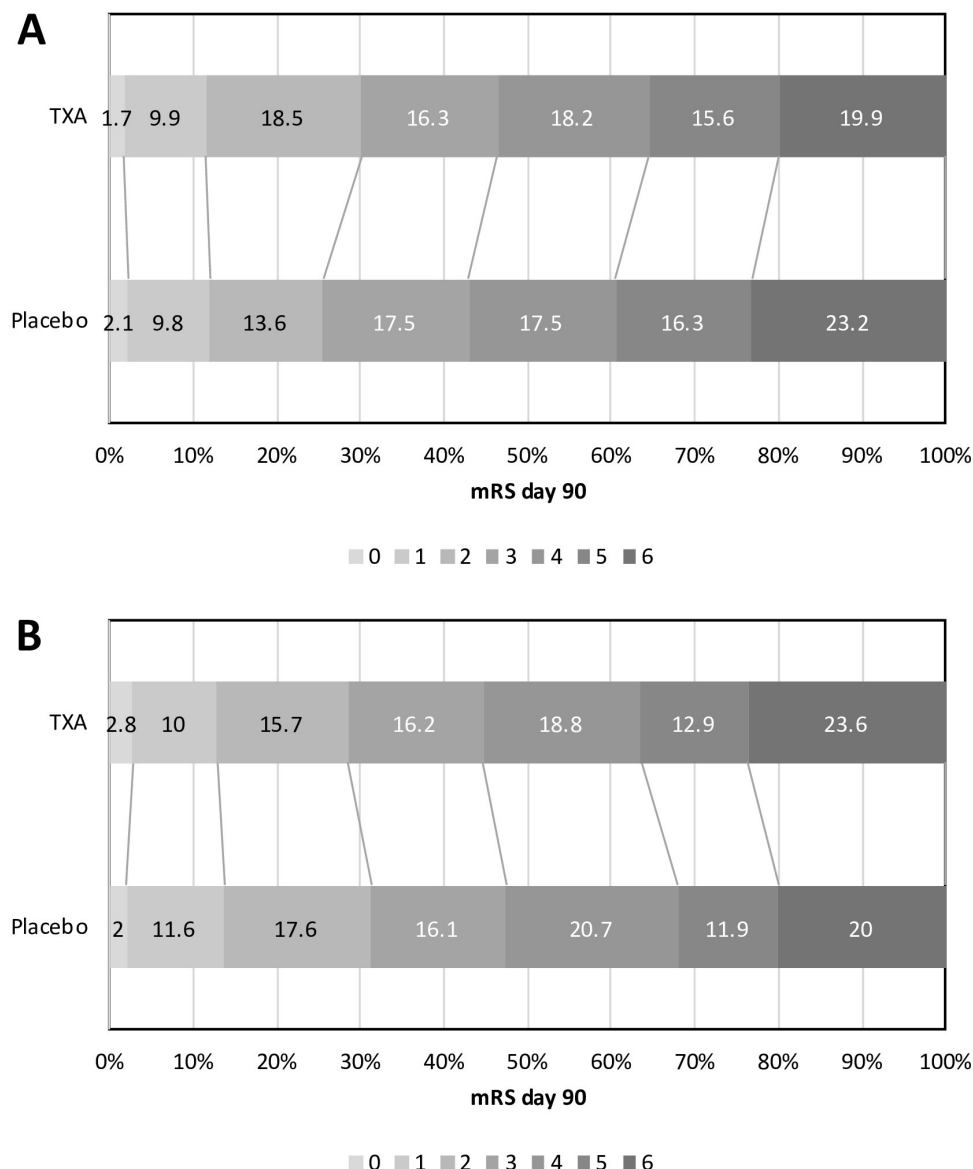 A
TXA 1.7 9.9 18.5 16.3 18.2 15.6 19.9
Placebo 2.1 9.8 13.6 17.5 17.5 16.3 23.2
0% 10% 20% 30% 40% 50% 60% 70% 80% 90% 100%
mRS day 90
0 1 2 3 4 5 6
B
TXA 2.8 10 15.7 16.2 18.8 12.9 23.6
Placebo 2 11.6 17.6 16.1 20.7 11.9 20
0% 10% 20% 30% 40% 50% 60% 70% 80% 90% 100%
mRS day 90
0 1 2 3 4 5 6